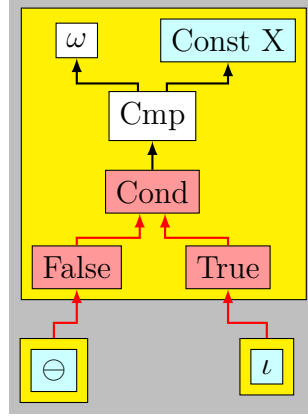 ω Const X
Cmp
Cond
False True
⊖ ι